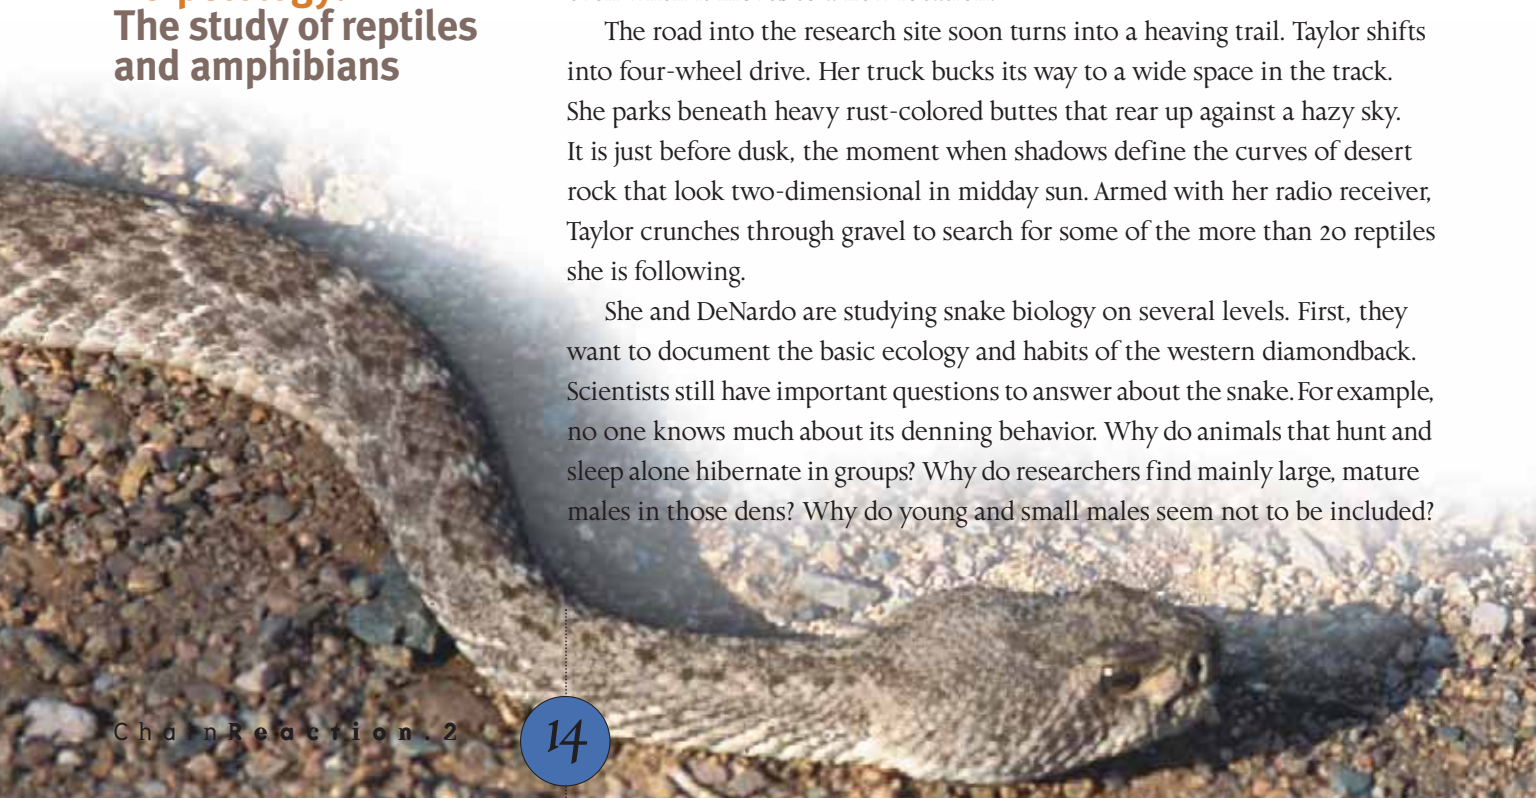 The study of reptiles
and amphibians
The road into the research site soon turns into a heaving trail. Taylor shifts
into four-wheel drive. Her truck bucks its way to a wide space in the track.
She parks beneath heavy rust-colored buttes that rear up against a hazy sky.
It is just before dusk, the moment when shadows define the curves of desert
rock that look two-dimensional in midday sun. Armed with her radio receiver,
Taylor crunches through gravel to search for some of the more than 20 reptiles
she is following.
She and DeNardo are studying snake biology on several levels. First, they
want to document the basic ecology and habits of the western diamondback.
Scientists still have important questions to answer about the snake. For example,
no one knows much about its denning behavior. Why do animals that hunt and
sleep alone hibernate in groups? Why do researchers find mainly large, mature
males in those dens? Why do young and small males seem not to be included?
ChainReaction.2
14